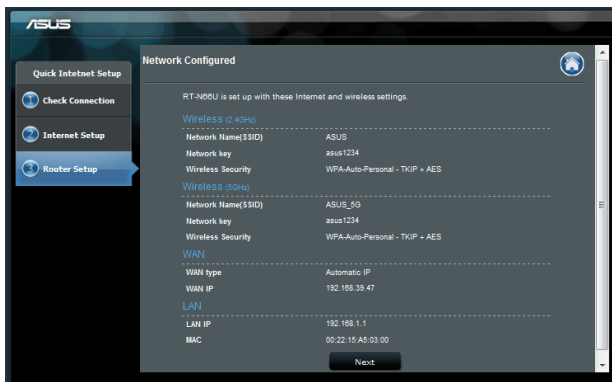 ASUS
Quick Intetnet Setup
1 Check Connection
2 Internet Setup
3 Router Setup
Network Configured
RT-N66U is set up with these Internet and wireless settings.
Wireless (2.4GHz)
Network Name(SSID) ASUS
Network key asus1234
Wireless Security WPA-Auto-Personal - TKIP + AES
Wireless (5GHz)
Network Name(SSID) ASUS_5G
Network key asus1234
Wireless Security WPA-Auto-Personal - TKIP + AES
WAN
WAN type Automatic IP
WAN IP 192.168.39.47
LAN
LAN IP 192.168.1.1
MAC 00:22:15:A5:03:00
Next